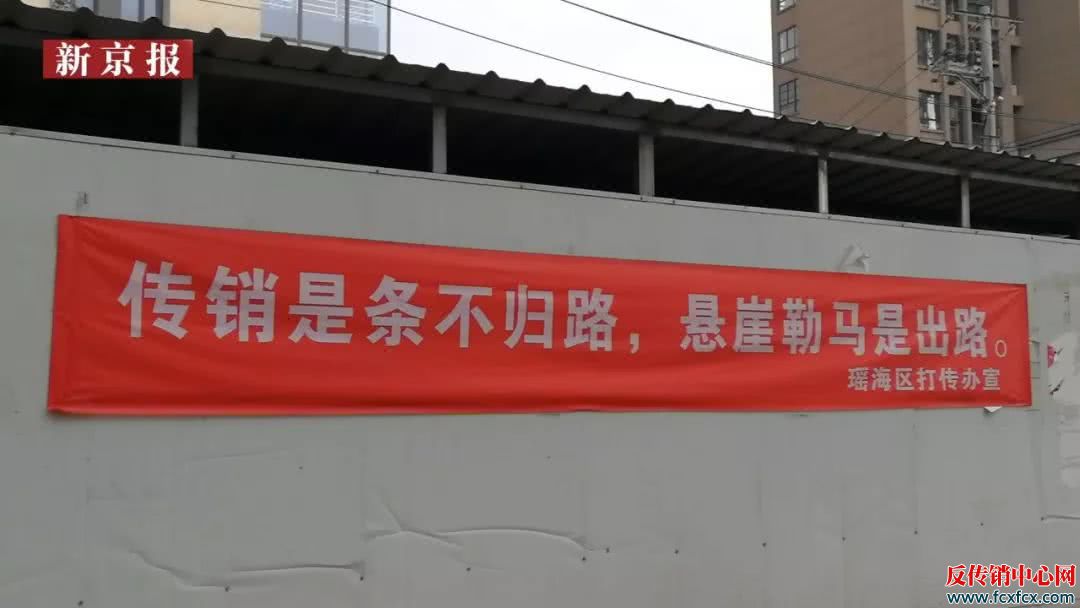 新京报
传销是条不归路，悬崖勒马是出路。
瑶海区打传办宣
反传销中心网
www.fcxfcx.com